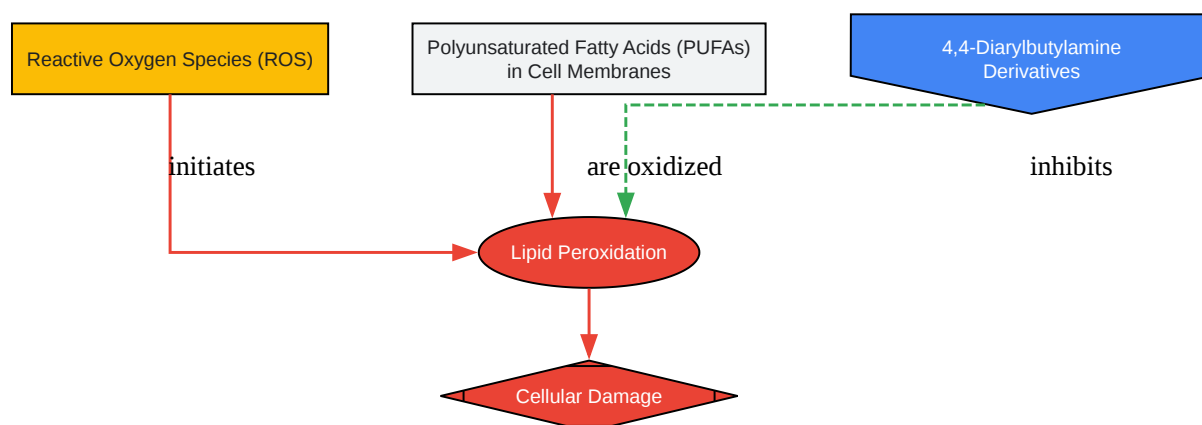 Reactive Oxygen Species (ROS)
Polyunsaturated Fatty Acids (PUFAs)
in Cell Membranes
4,4-Diarylbutylamine
Derivatives
initiates
are oxidized
inhibits
Lipid Peroxidation
Cellular Damage